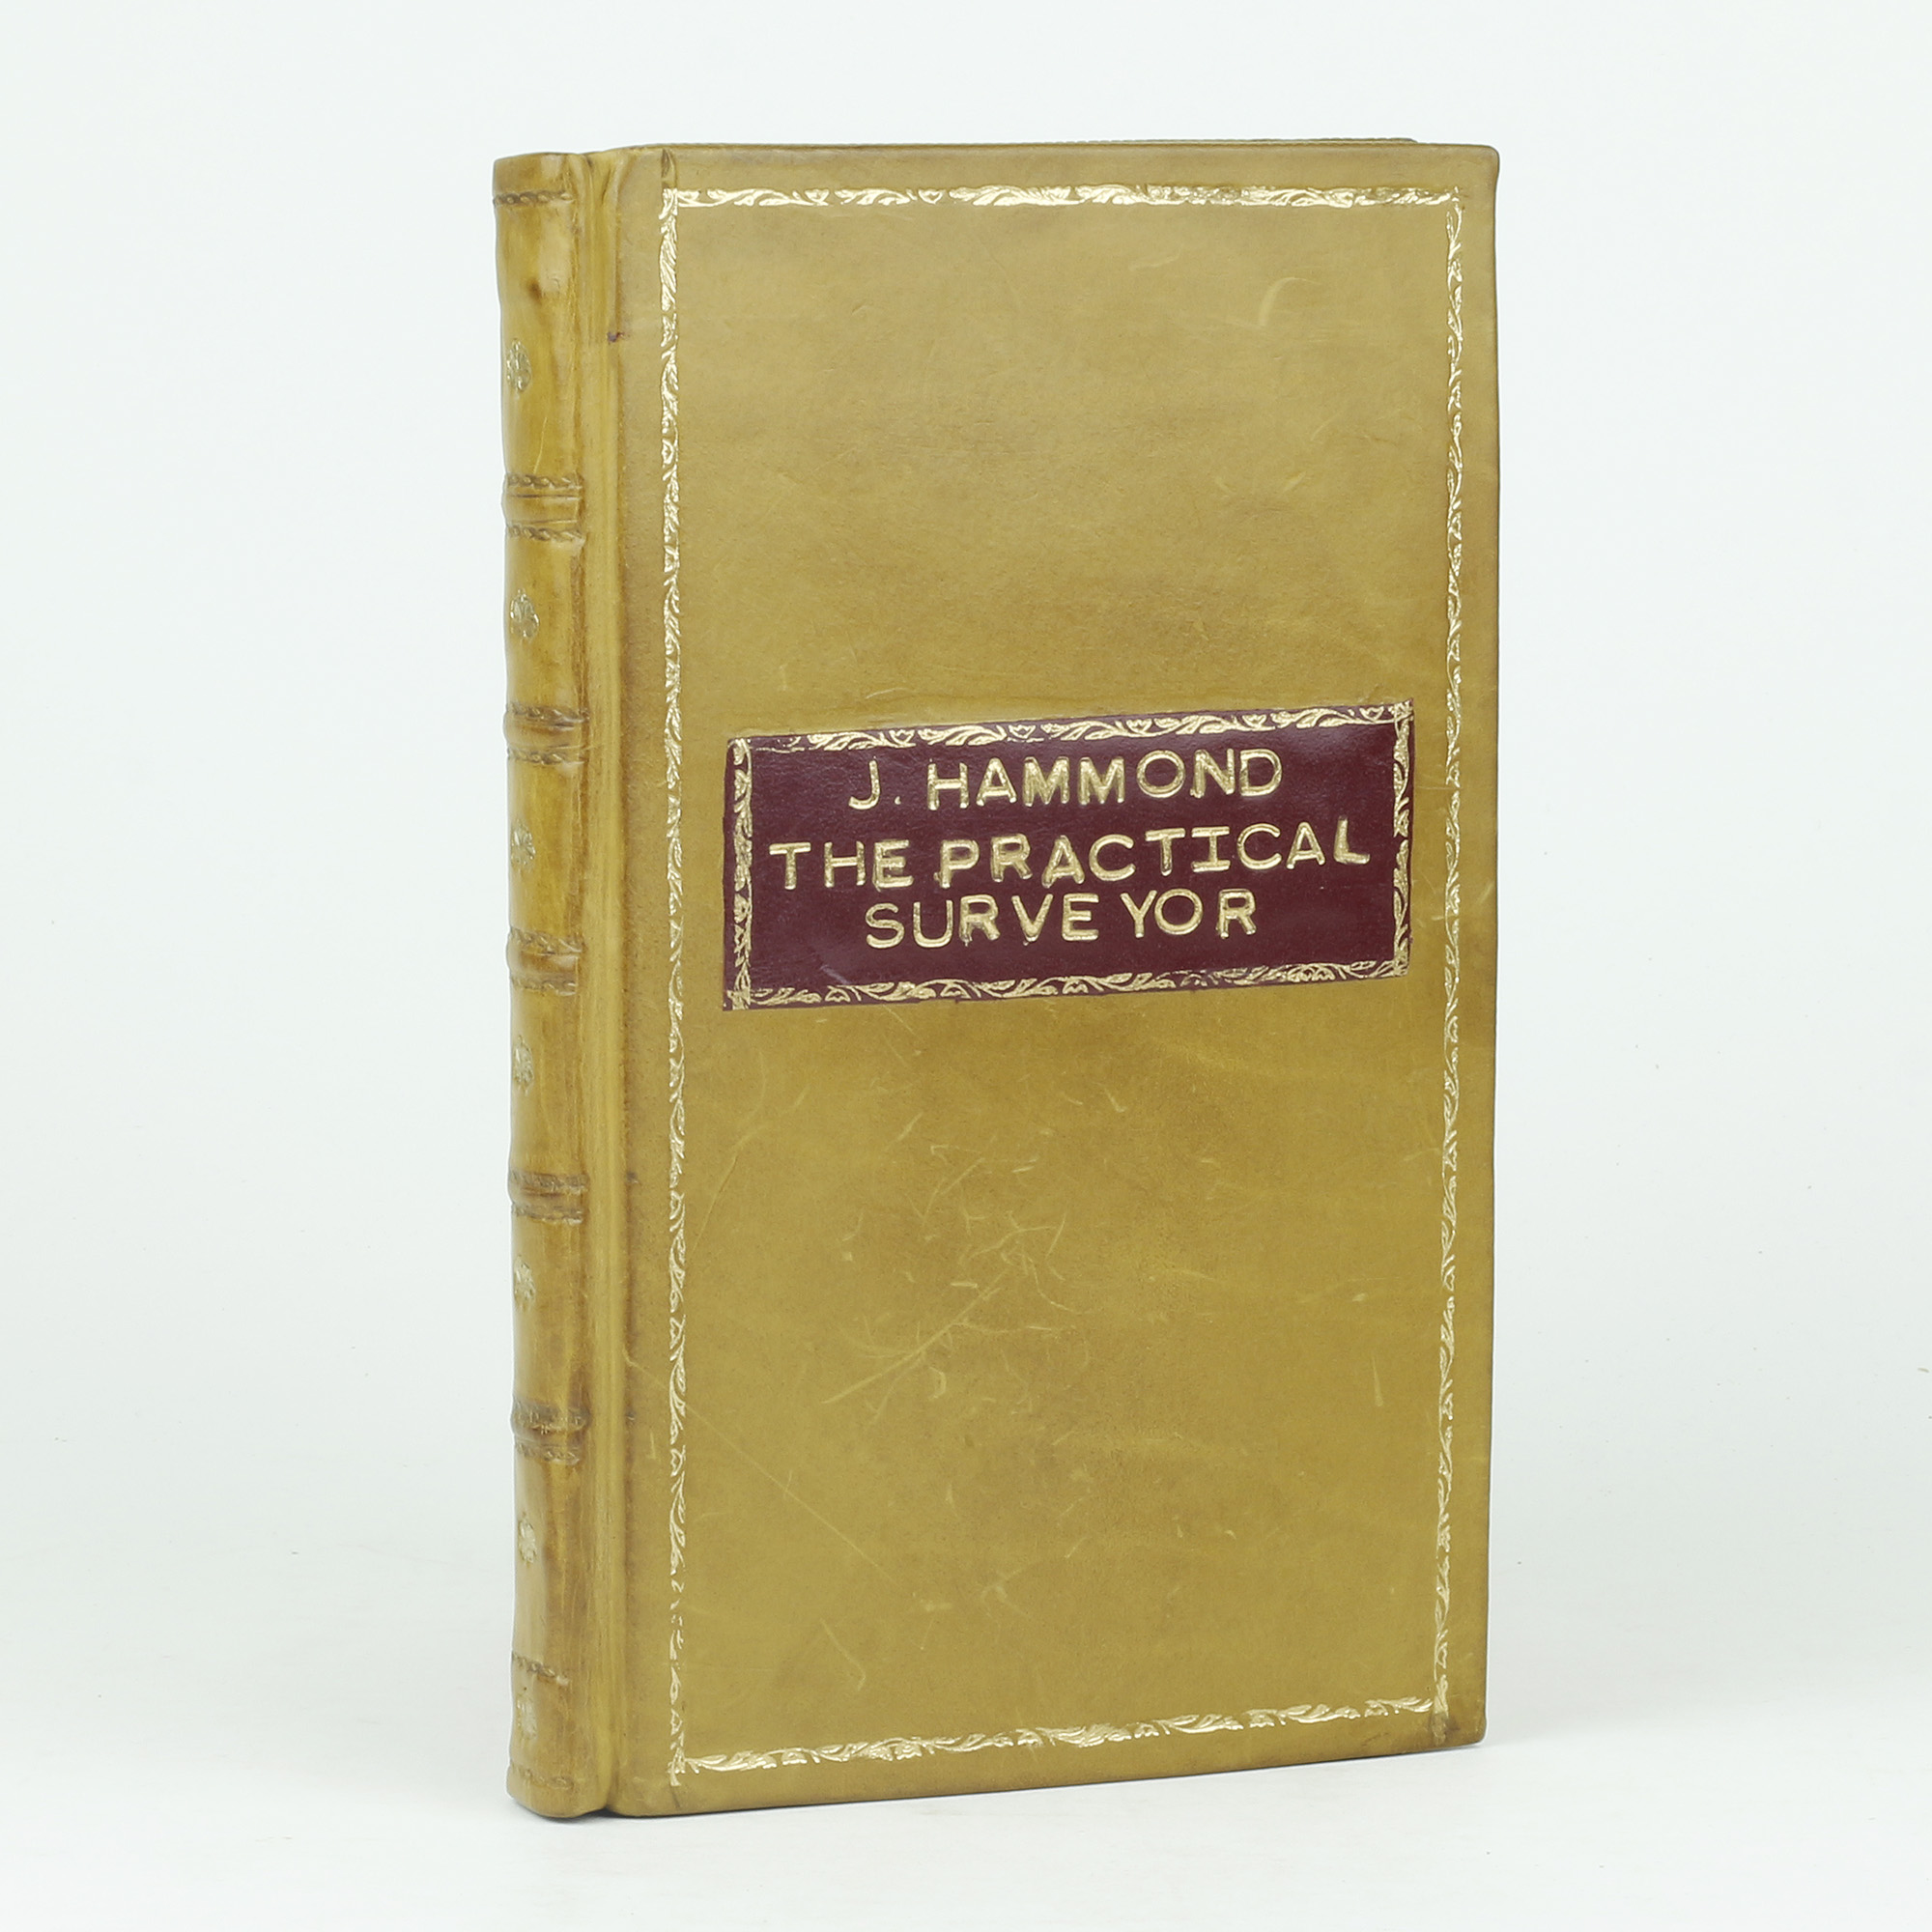 J. HAMMOND
THE PRACTICAL
SURVEYOR